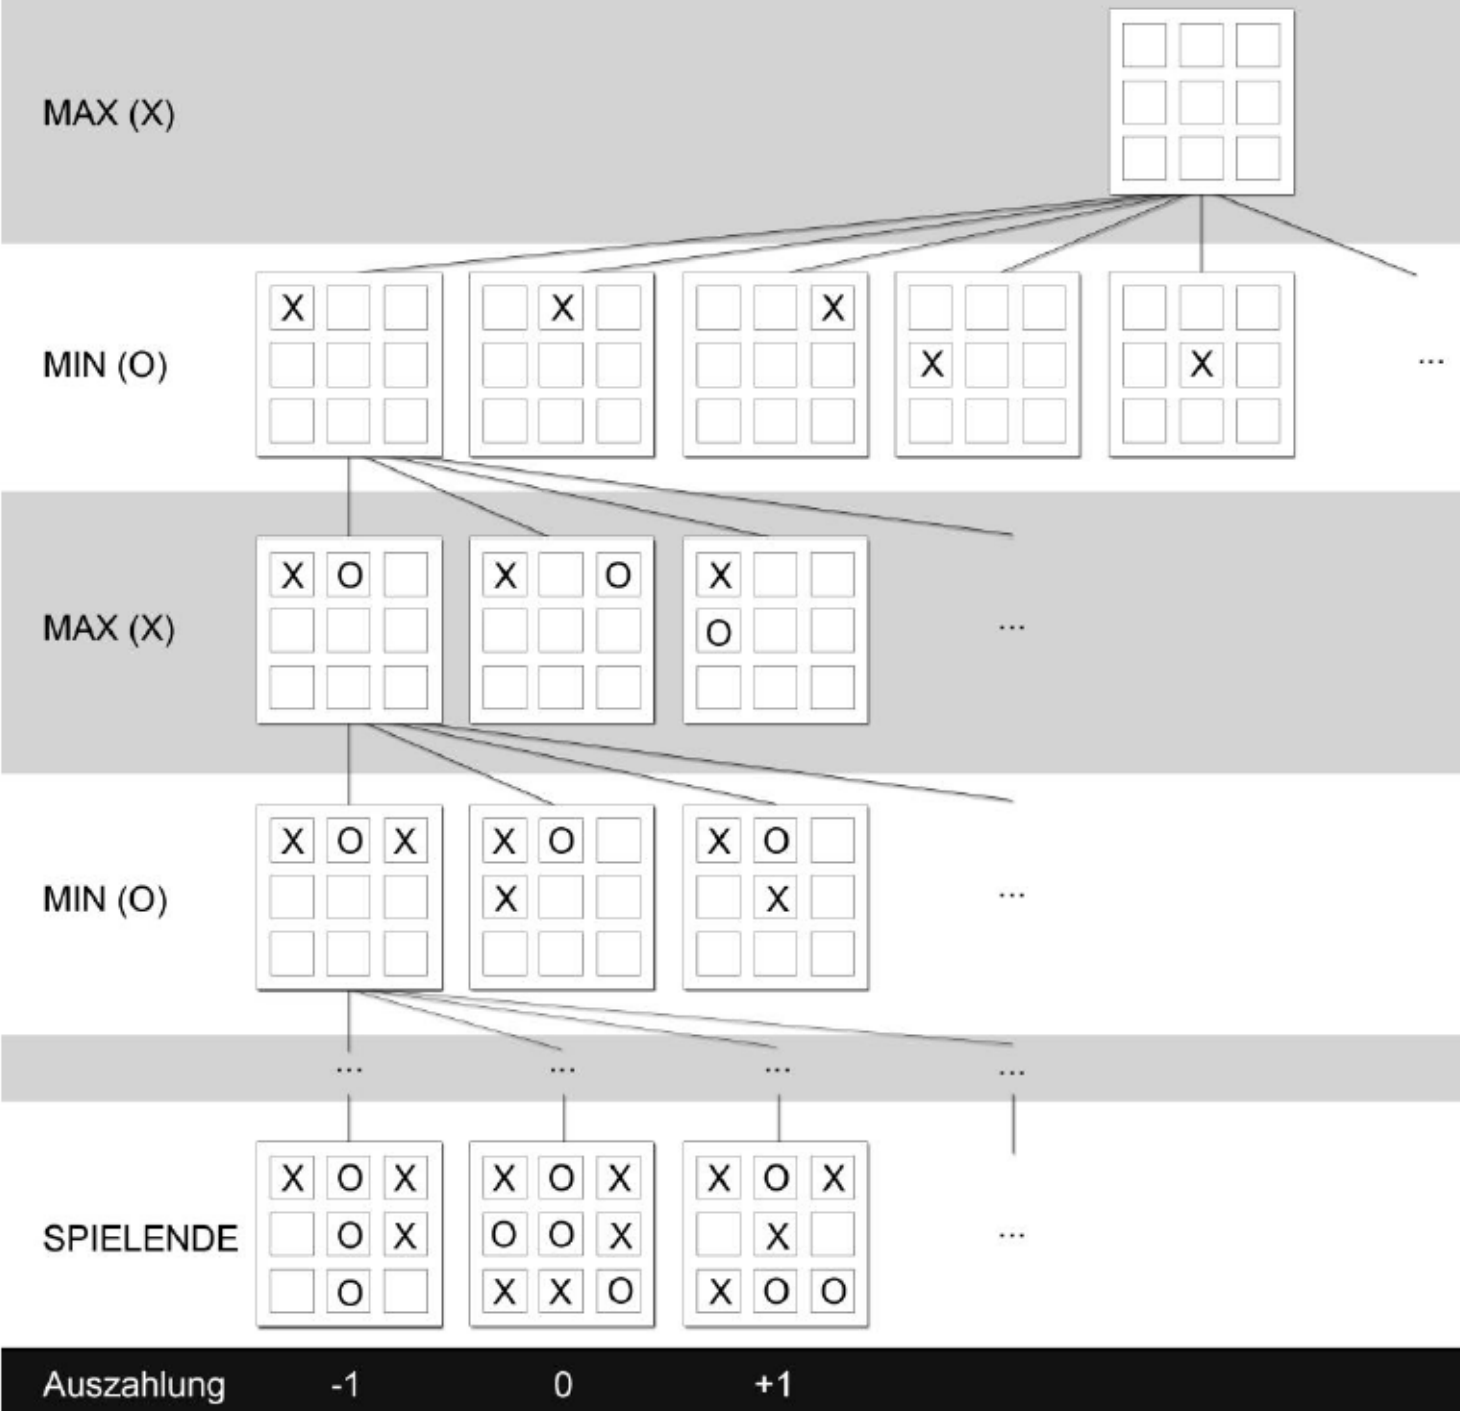 MAX (X)
X X X
MIN (O) X X ...
X O X O X
MAX (X) O ...
X O X X O X O
MIN (O) X X ...
... ... ... ...
X O X X O X X O X
SPIELENDE O X O O X X ...
O X X O X O O
Auszahlung -1 0 +1